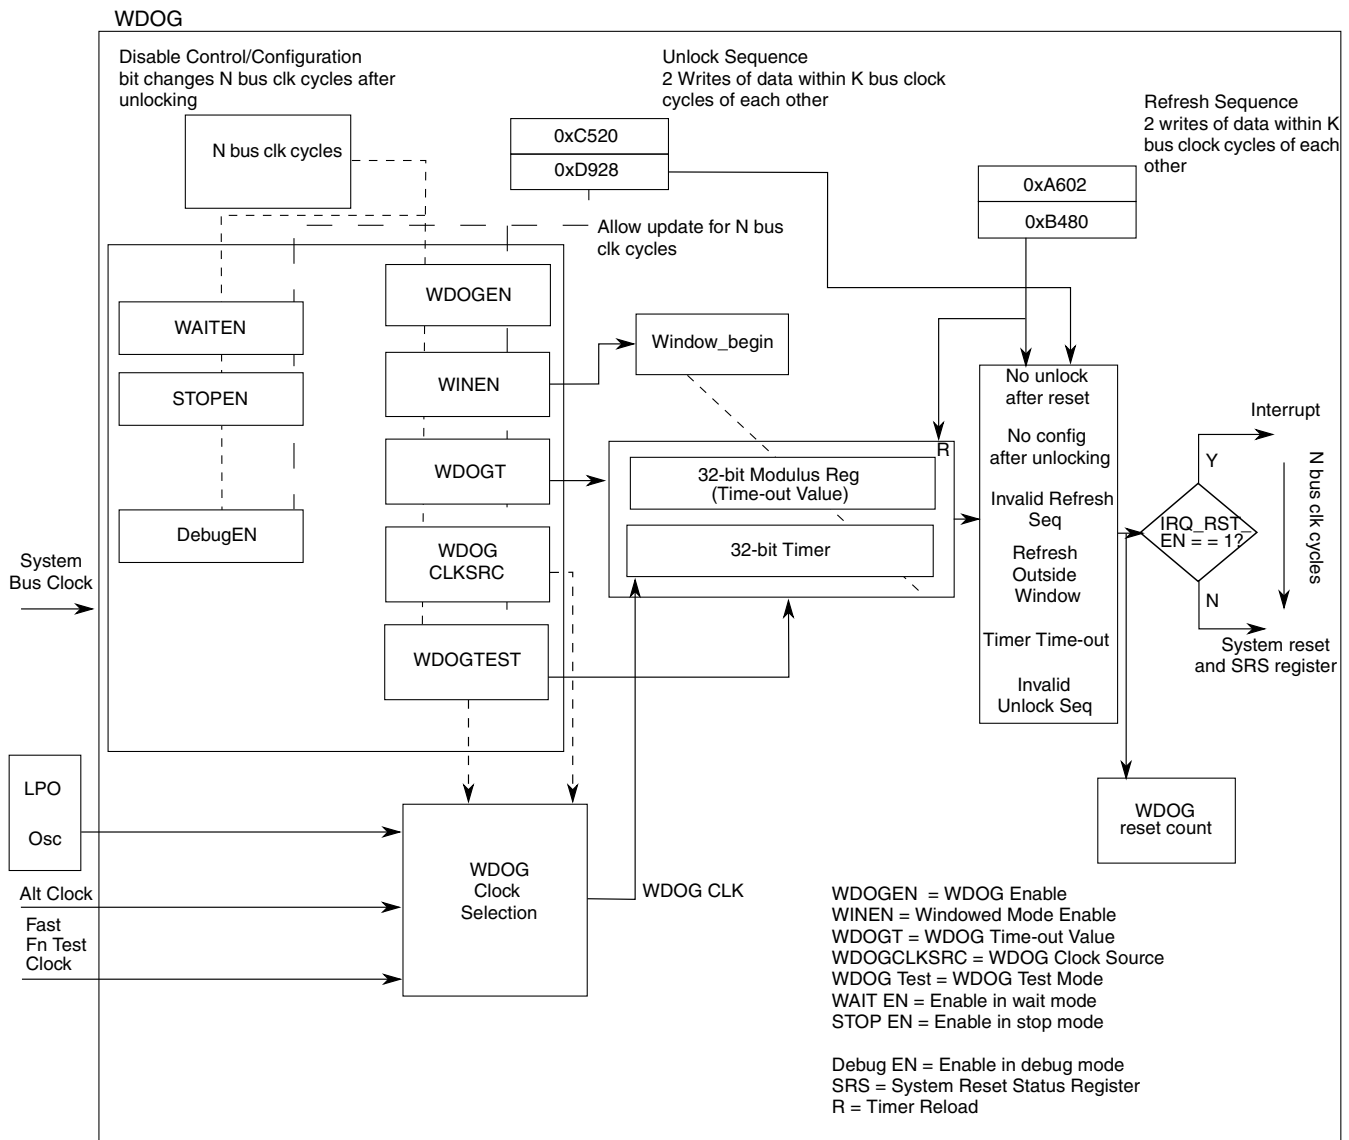 WDOG
Disable Control/Configuration
bit changes N bus clk cycles after
unlocking
Unlock Sequence
2 Writes of data within K bus clock
cycles of each other
Refresh Sequence
2 writes of data within K
bus clock cycles of each
other
N bus clk cycles
0xC520
0xD928
0xA602
0xB480
Allow update for N bus
clk cycles
WDOGEN
WAITEN
Window_begin
WINEN
STOPEN
No unlock
after reset
Interrupt
R
No config
after unlocking
Y
WDOGT
32-bit Modulus Reg
(Time-out Value)
Invalid Refresh
Seq
N bus clk cycles
DebugEN
IRQ_RST_
EN = = 1?
WDOG
CLKSRC
32-bit Timer
System
Bus Clock
Refresh
Outside
Window
N
WDOGTEST
Timer Time-out
System reset
and SRS register
Invalid
Unlock Seq
LPO
Osc
WDOG
reset count
WDOG
Clock
Selection
WDOG CLK
Alt Clock
Fast
Fn Test
Clock
WDOGEN = WDOG Enable
WINEN = Windowed Mode Enable
WDOGT = WDOG Time-out Value
WDOGCLKSRC = WDOG Clock Source
WDOG Test = WDOG Test Mode
WAIT EN = Enable in wait mode
STOP EN = Enable in stop mode
Debug EN = Enable in debug mode
SRS = System Reset Status Register
R = Timer Reload